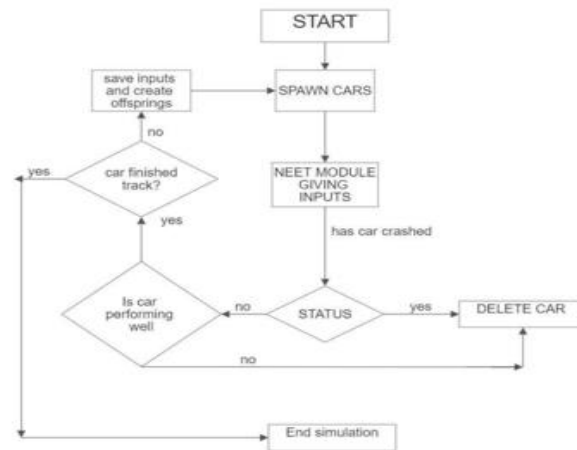 START
save inputs
and create
offsprings
SPAWN CARS
no
yes
car finished
track?
NEET MODULE
GIVING
INPUTS
yes
has car crashed
Is car
performing
well
no
STATUS
yes
DELETE CAR
no
End simulation